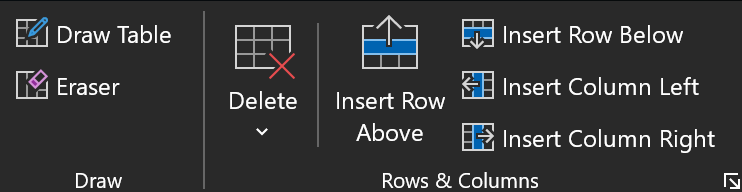 Draw Table
Eraser
Draw
Delete
Insert Row
Above
Insert Row Below
Insert Column Left
Insert Column Right
Rows & Columns